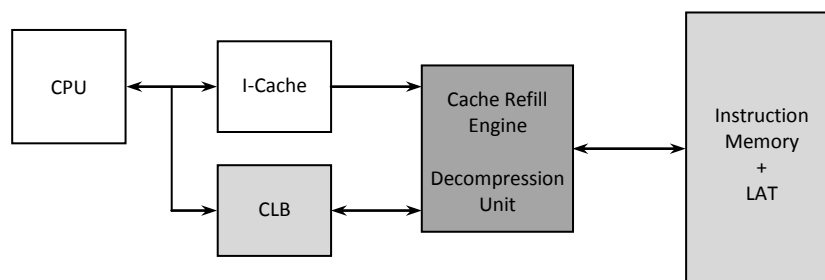 CPU
I-Cache
CLB
Cache Refill
Engine
Decompression
Unit
Instruction
Memory
+
LAT